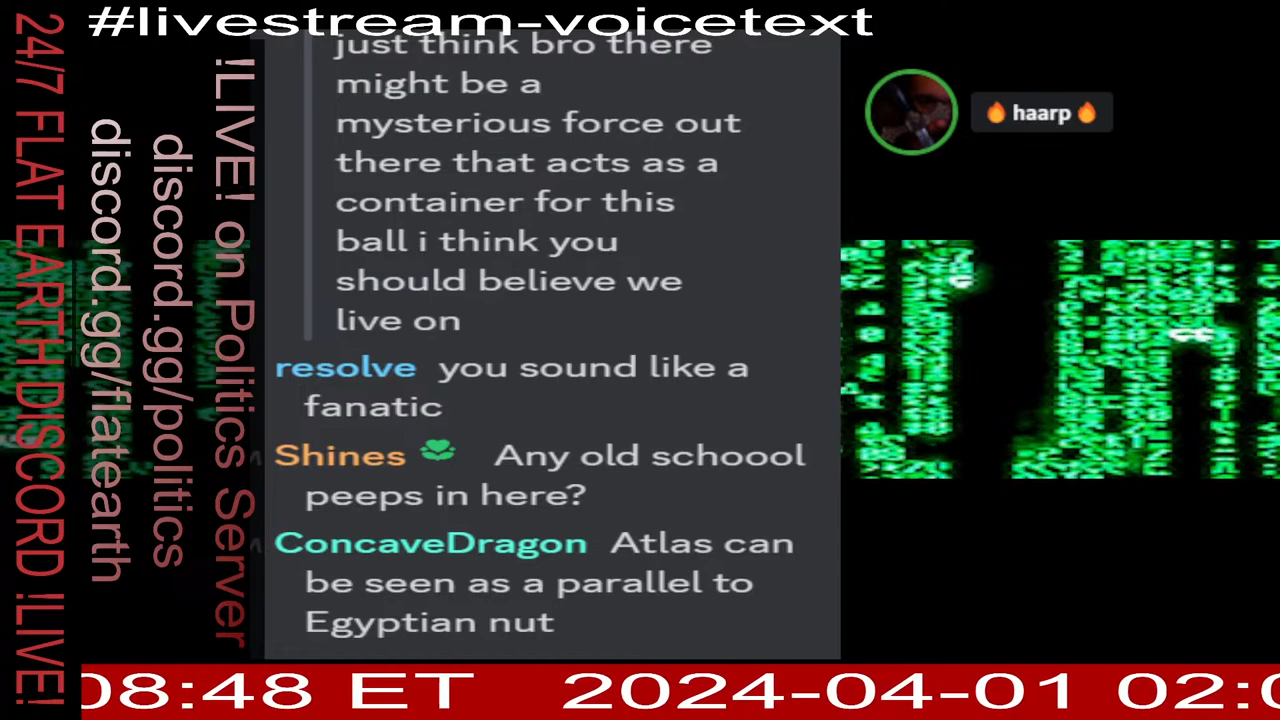 #livestream-voicetext
24/7 FLAT EARTH DISCORD !LIVE!
discord.gg/flatearth
discord.gg/politics
!LIVE! on Politics Server
just think bro there
might be a
mysterious force out
there that acts as a
container for this
ball i think you
should believe we
live on
resolve you sound like a
fanatic
Shines Any old schoool
peeps in here?
ConcaveDragon Atlas can
be seen as a parallel to
Egyptian nut
🔥 haarp 🔥
08:48 ET 2024-04-01 02:0